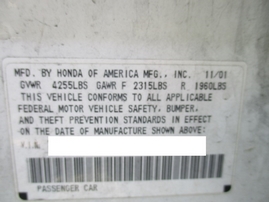 MFD. BY HONDA OF AMERICA MFG., INC. 11/01
GVWR 4255LBS GAWR F 2315LBS R 1960LBS
THIS VEHICLE CONFORMS TO ALL APPLICABLE
FEDERAL MOTOR VEHICLE SAFETY, BUMPER,
AND THEFT PREVENTION STANDARDS IN EFFECT
ON THE DATE OF MANUFACTURE SHOWN ABOVE.
V.I.N.
PASSENGER CAR